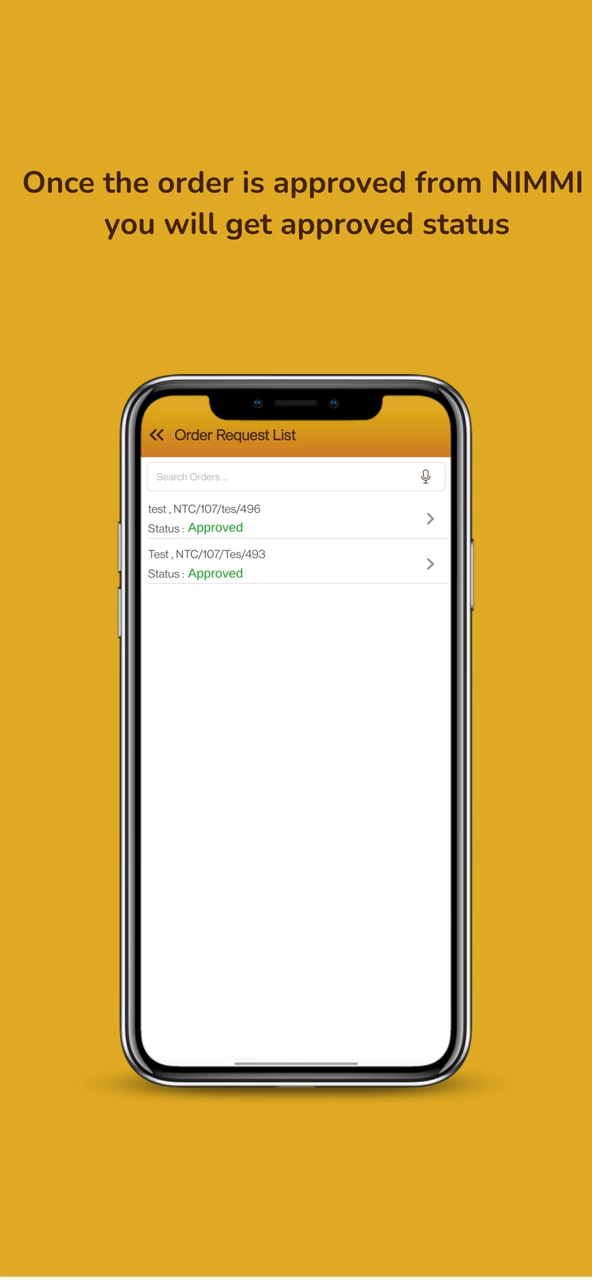 Once the order is approved from NIMMI
you will get approved status
Order Request List
Search Orders ...
test , NTC/107/tes/496
Status : Approved
Test , NTC/107/Tes/493
Status : Approved